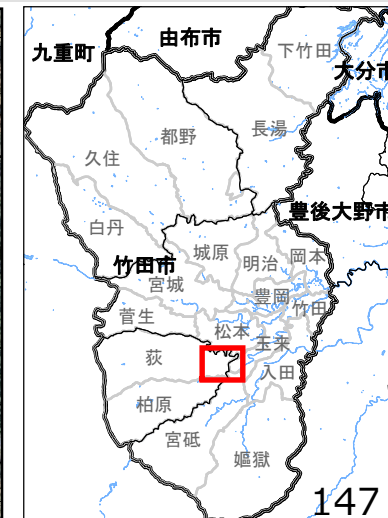 由布市
下竹田
九重町
大分市
都野
長湯
久住
白丹
豊後大野市
城原
岡本
明治
竹田市
宮城
豊岡
竹田
菅生
松本
玉来
荻
入田
柏原
宮砥
嫗獄
147